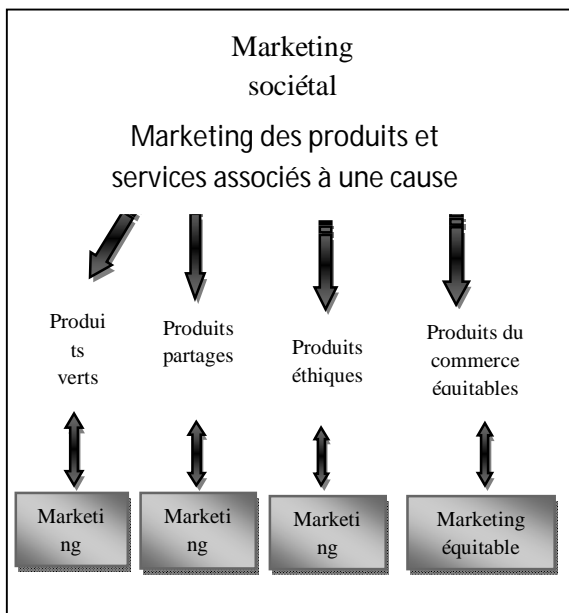 Marketing
sociétal
Marketing des produits et
services associés à une cause
Produi
ts
verts
Produits
partages
Produits
éthiques
Produits du
commerce
équitables
Marketi
ng
Marketi
ng
Marketi
ng
Marketing
équitable